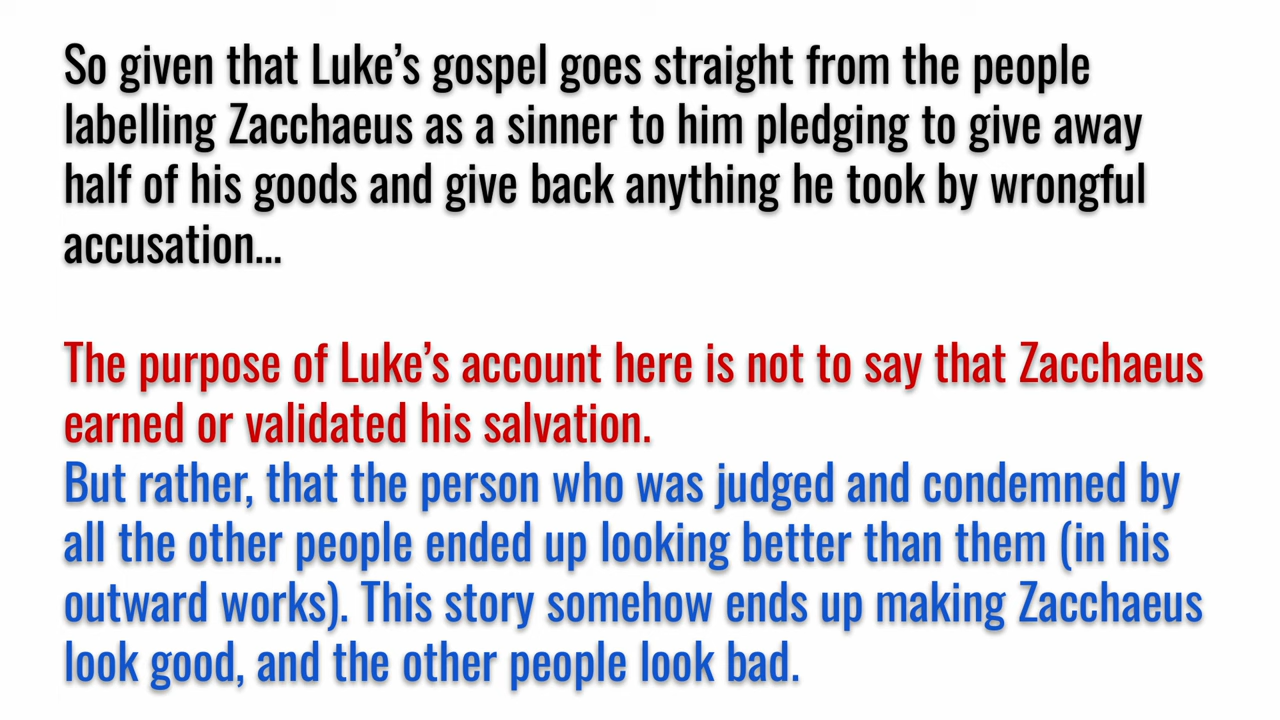 So given that Luke’s gospel goes straight from the people
labelling Zacchaeus as a sinner to him pledging to give away
half of his goods and give back anything he took by wrongful
accusation...
The purpose of Luke’s account here is not to say that Zacchaeus
earned or validated his salvation.
But rather, that the person who was judged and condemned by
all the other people ended up looking better than them (in his
outward works). This story somehow ends up making Zacchaeus
look good, and the other people look bad.